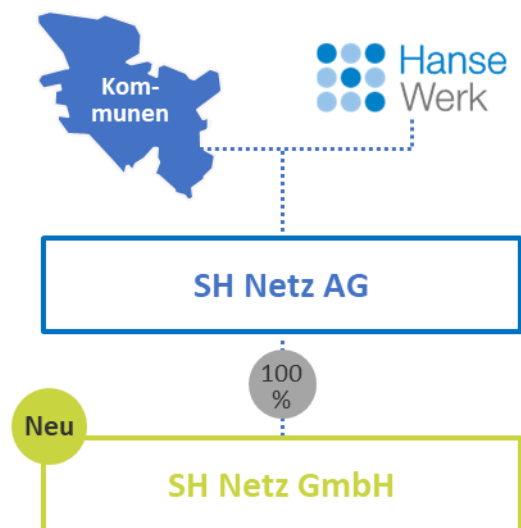 Kom-
munen
Hanse
Werk
SH Netz AG
100
%
Neu
SH Netz GmbH